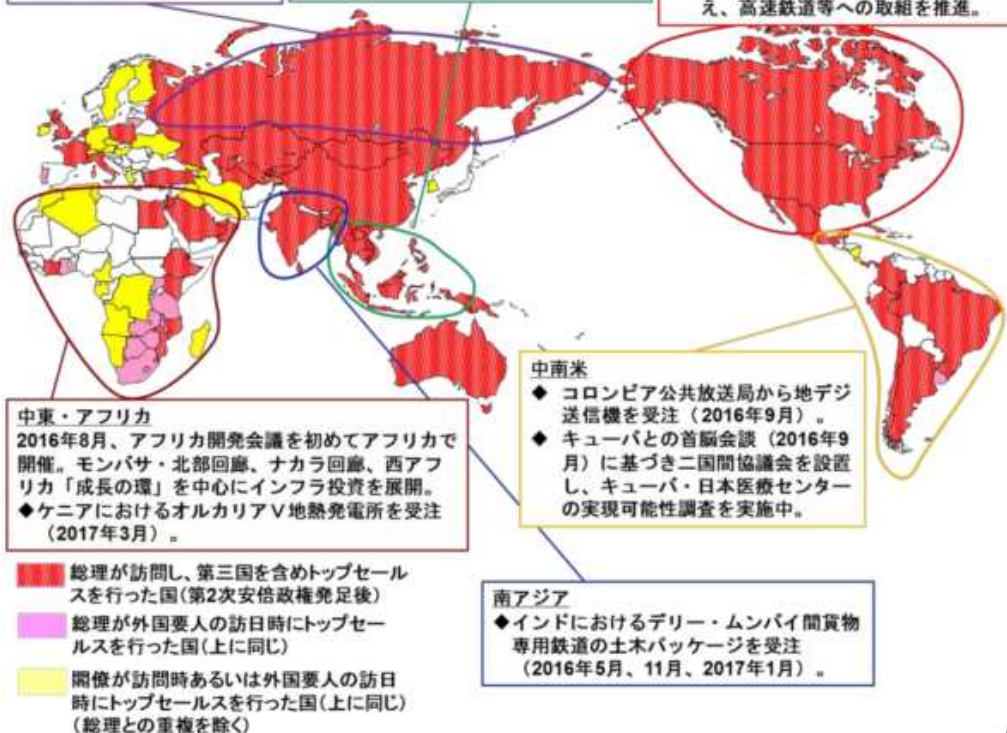 え、高速鉄道等への取組を推進。
中南米
◆ コロンビア公共放送局から地デジ
送信機を受注（2016年9月）。
◆ キューバとの首脳会談（2016年9
月）に基づき二国間協議会を設置
し、キューバ・日本医療センター
の実現可能性調査を実施中。
中東・アフリカ
2016年8月、アフリカ開発会議を初めてアフリカで
開催。モンバサ・北部回廊、ナカラ回廊、西アフ
リカ「成長の環」を中心にインフラ投資を展開。
◆ケニアにおけるオルカリアⅤ地熱発電所を受注
（2017年3月）。
南アジア
◆インドにおけるデリー・ムンバイ間貨物
専用鉄道の土木パッケージを受注
（2016年5月、11月、2017年1月）。
総理が訪問し、第三国を含めトップセール
スを行った国(第2次安倍政権発足後)
総理が外国要人の訪日時にトップセー
ルスを行った国(上に同じ)
閣僚が訪問時あるいは外国要人の訪日
時にトップセールスを行った国(上に同じ)
(総理との重複を除く)